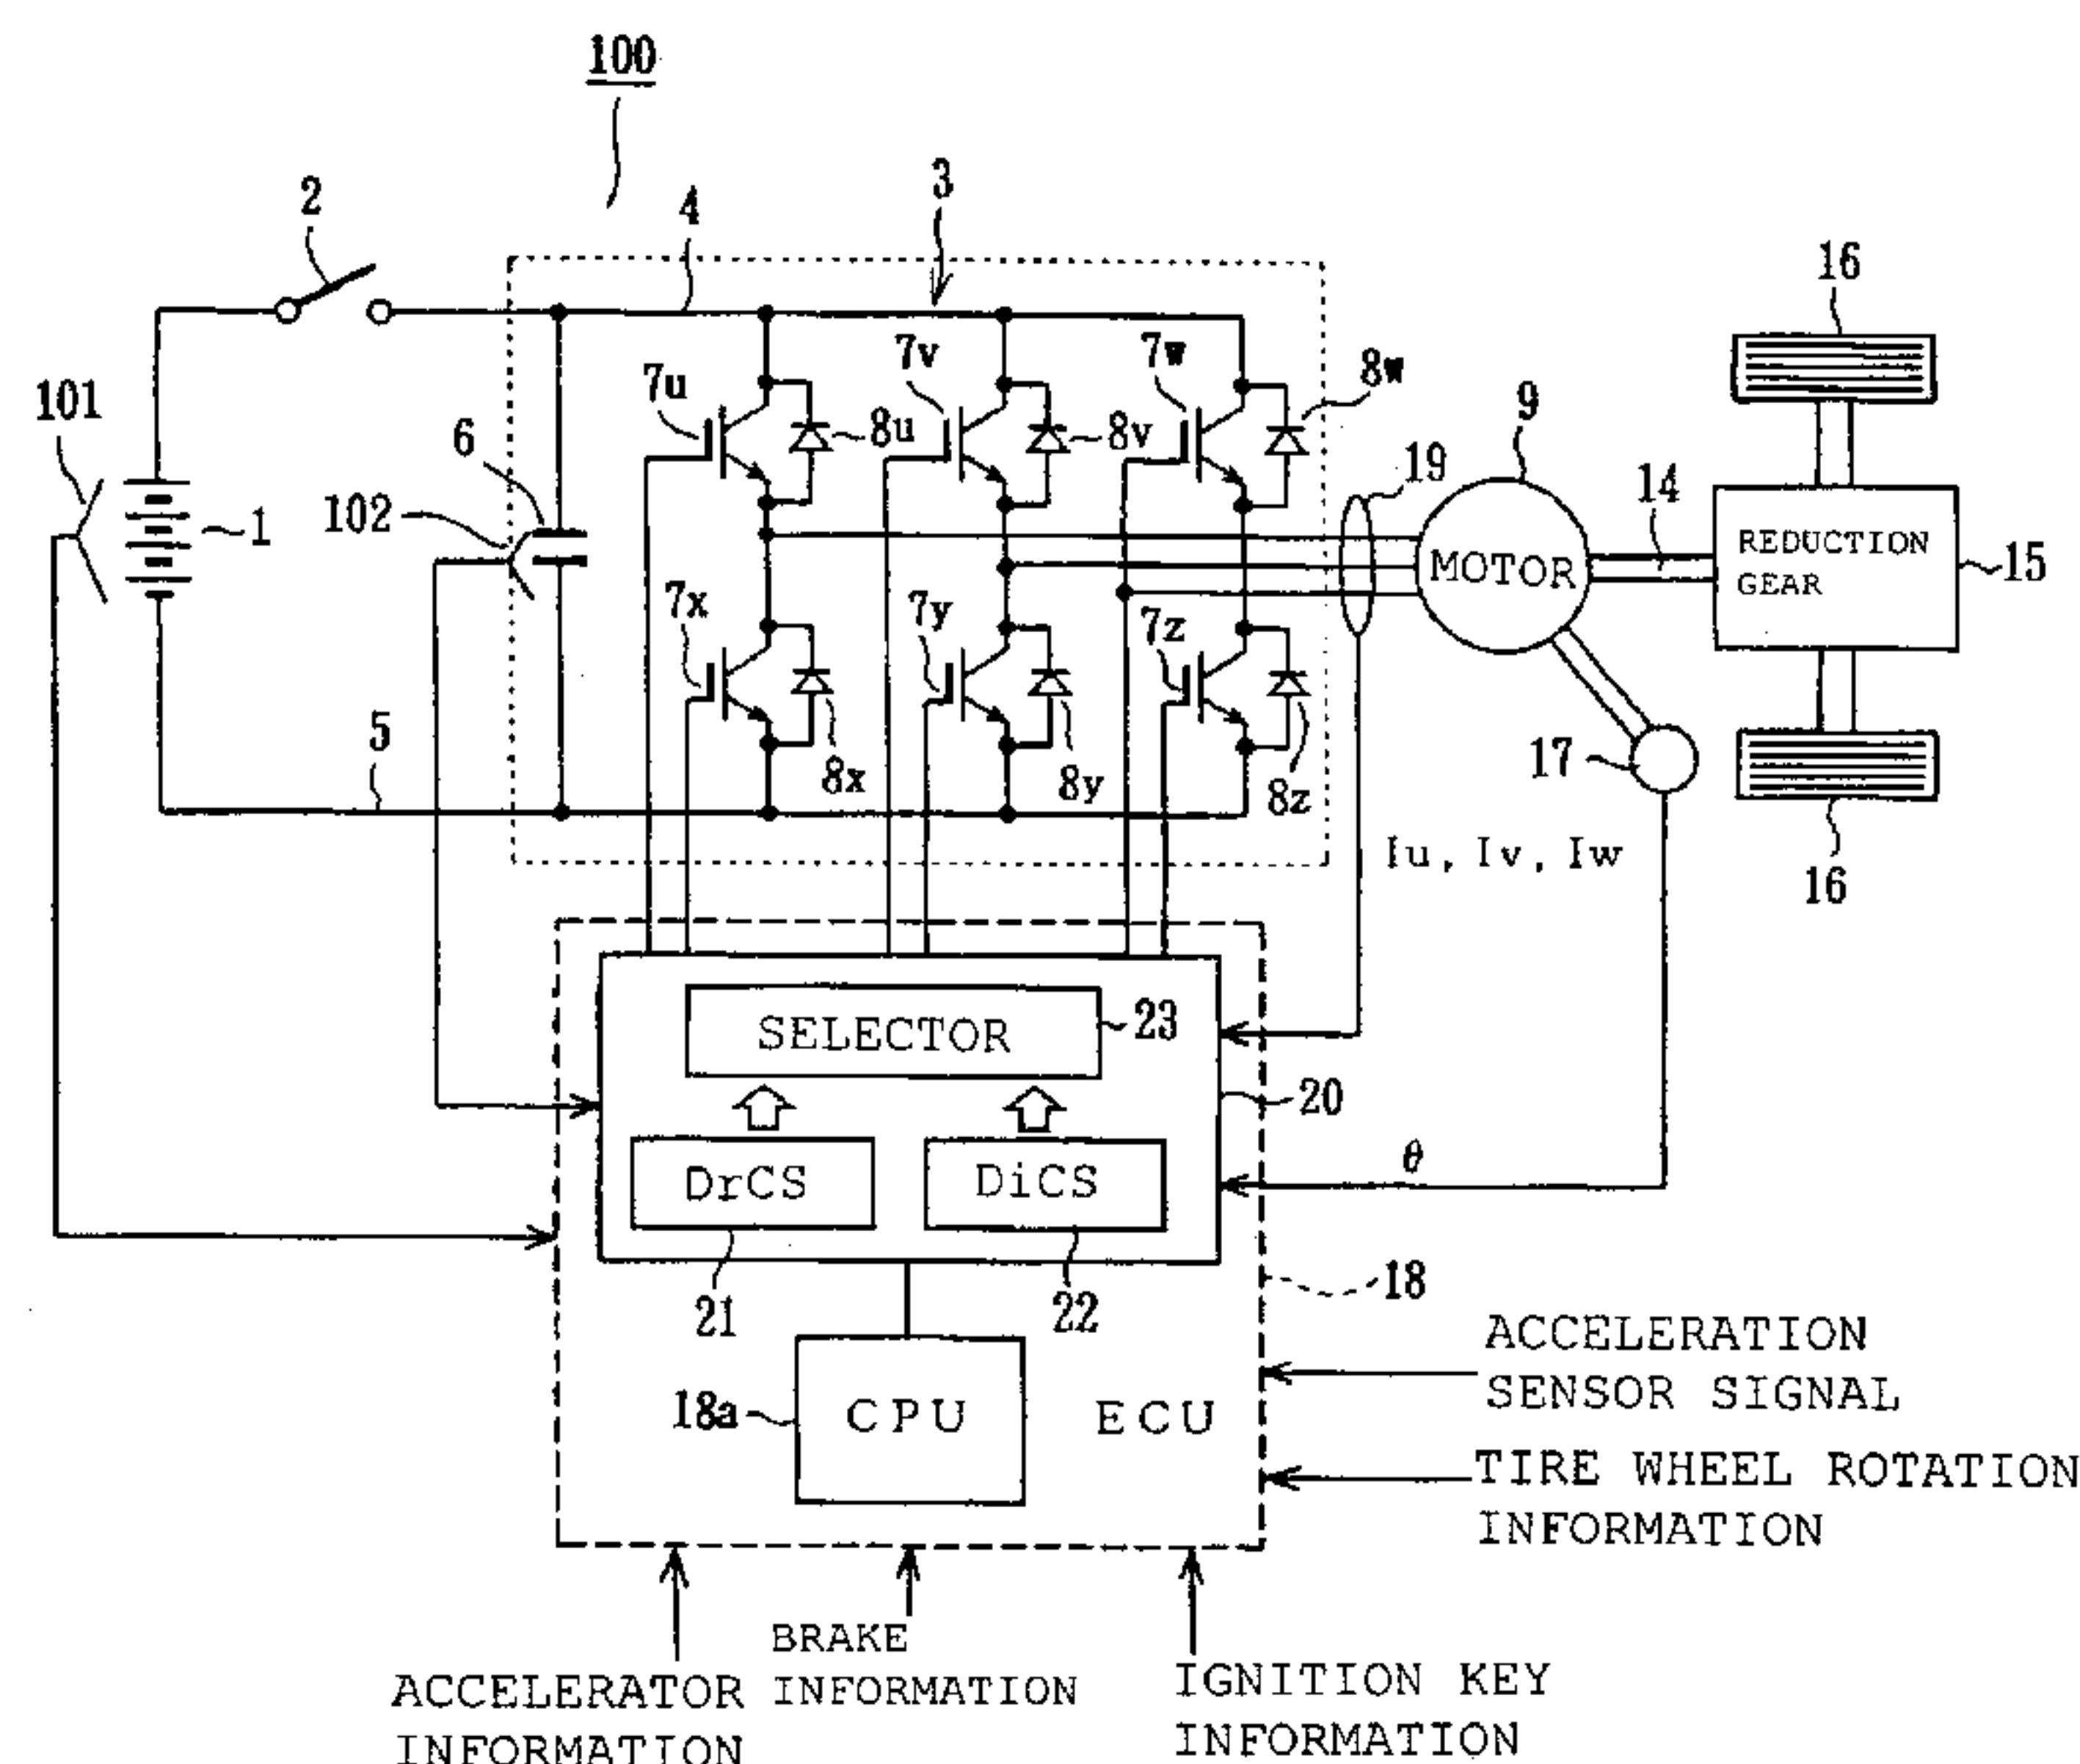 100
2
4
3
16
101
6
7u
7v
7w
8w
9
8u
8v
19
14
102
1
MOTOR
REDUCTION
GEAR
15
7x
7y
7z
5
8x
8y
8z
17
16
Iu, Iv, Iw
SELECTOR
23
20
DrCS
DiCS
θ
21
22
18
18a
CPU
ECU
ACCELERATION
SENSOR SIGNAL
TIRE WHEEL ROTATION
INFORMATION
ACCELERATOR
INFORMATION
BRAKE
INFORMATION
IGNITION KEY
INFORMATION